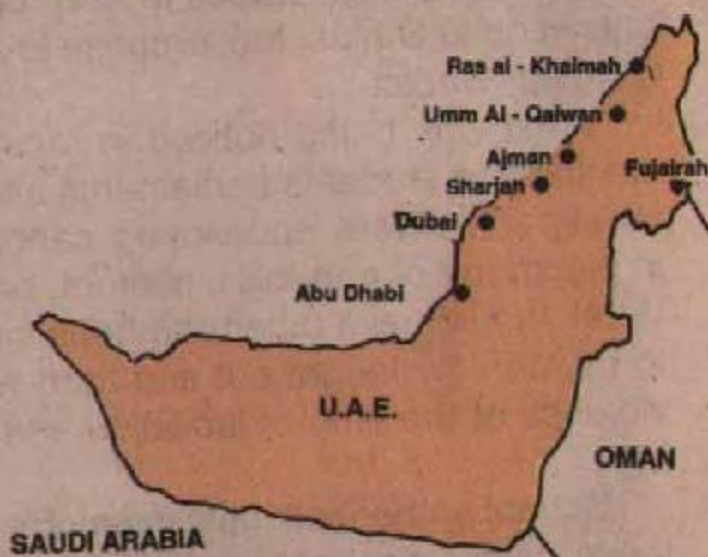 Ras al - Khaimah
Umm Al - Qaiwan
Ajman
Fujairah
Sharjah
Dubai
Abu Dhabi
U.A.E.
OMAN
SAUDI ARABIA